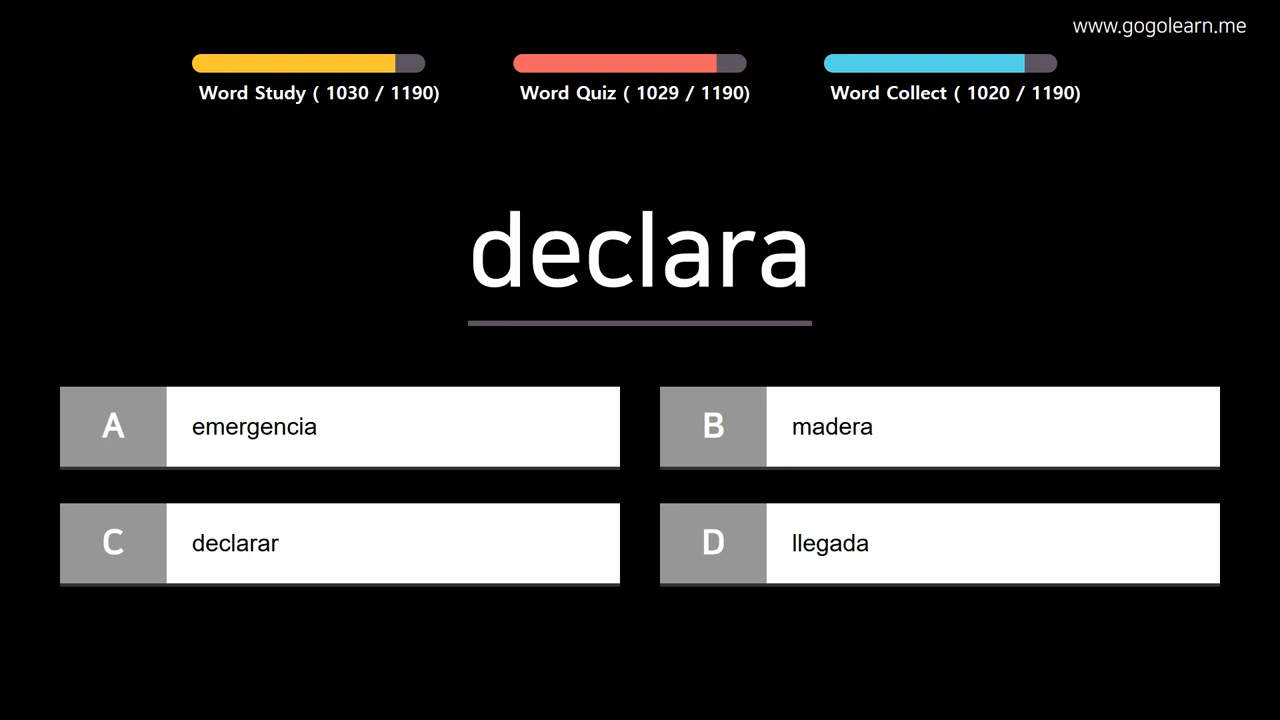 www.gogolearn.me
Word Study ( 1030 / 1190)
Word Quiz ( 1029 / 1190)
Word Collect ( 1020 / 1190)
declara
A emergencia
B madera
C declarar
D llegada